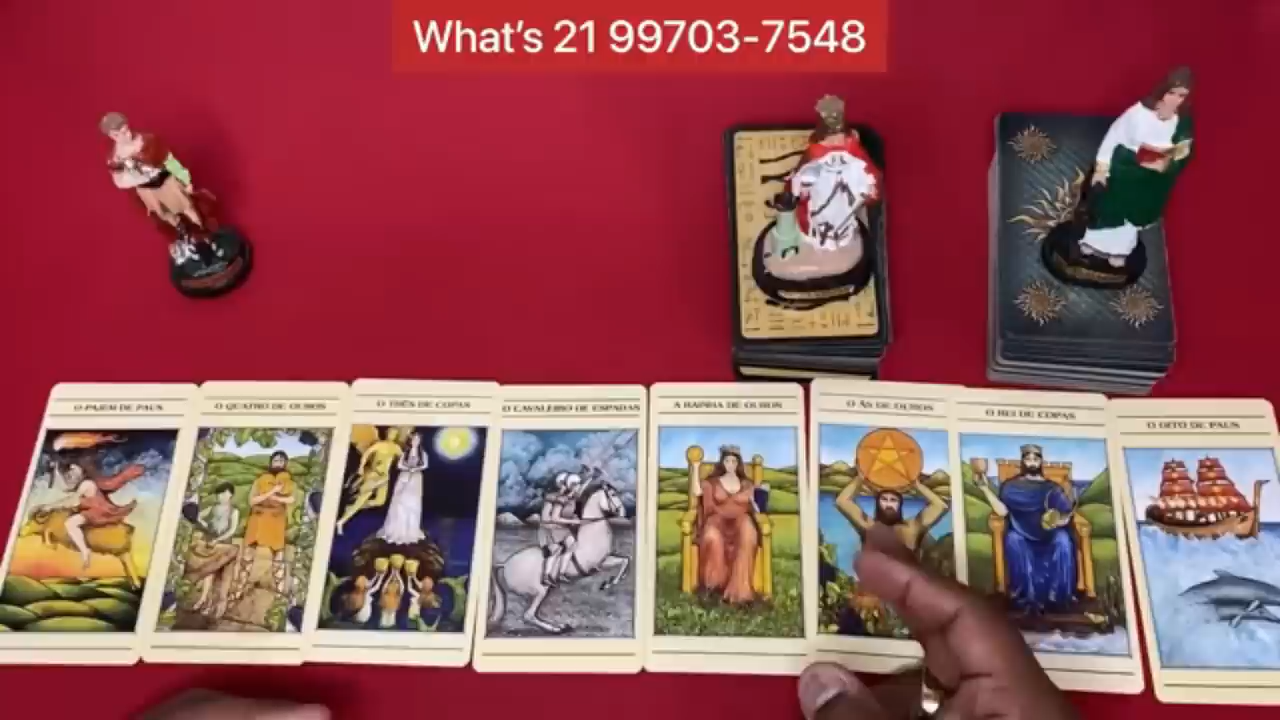 What's 21 99703-7548
O PAJEM DE PAUS
O QUATRO DE OUROS
O TRÊS DE COPAS
O CAVALEIRO DE ESPADAS
A RAINHA DE OUROS
O ÁS DE OUROS
O REI DE COPAS
O OITO DE PAUS